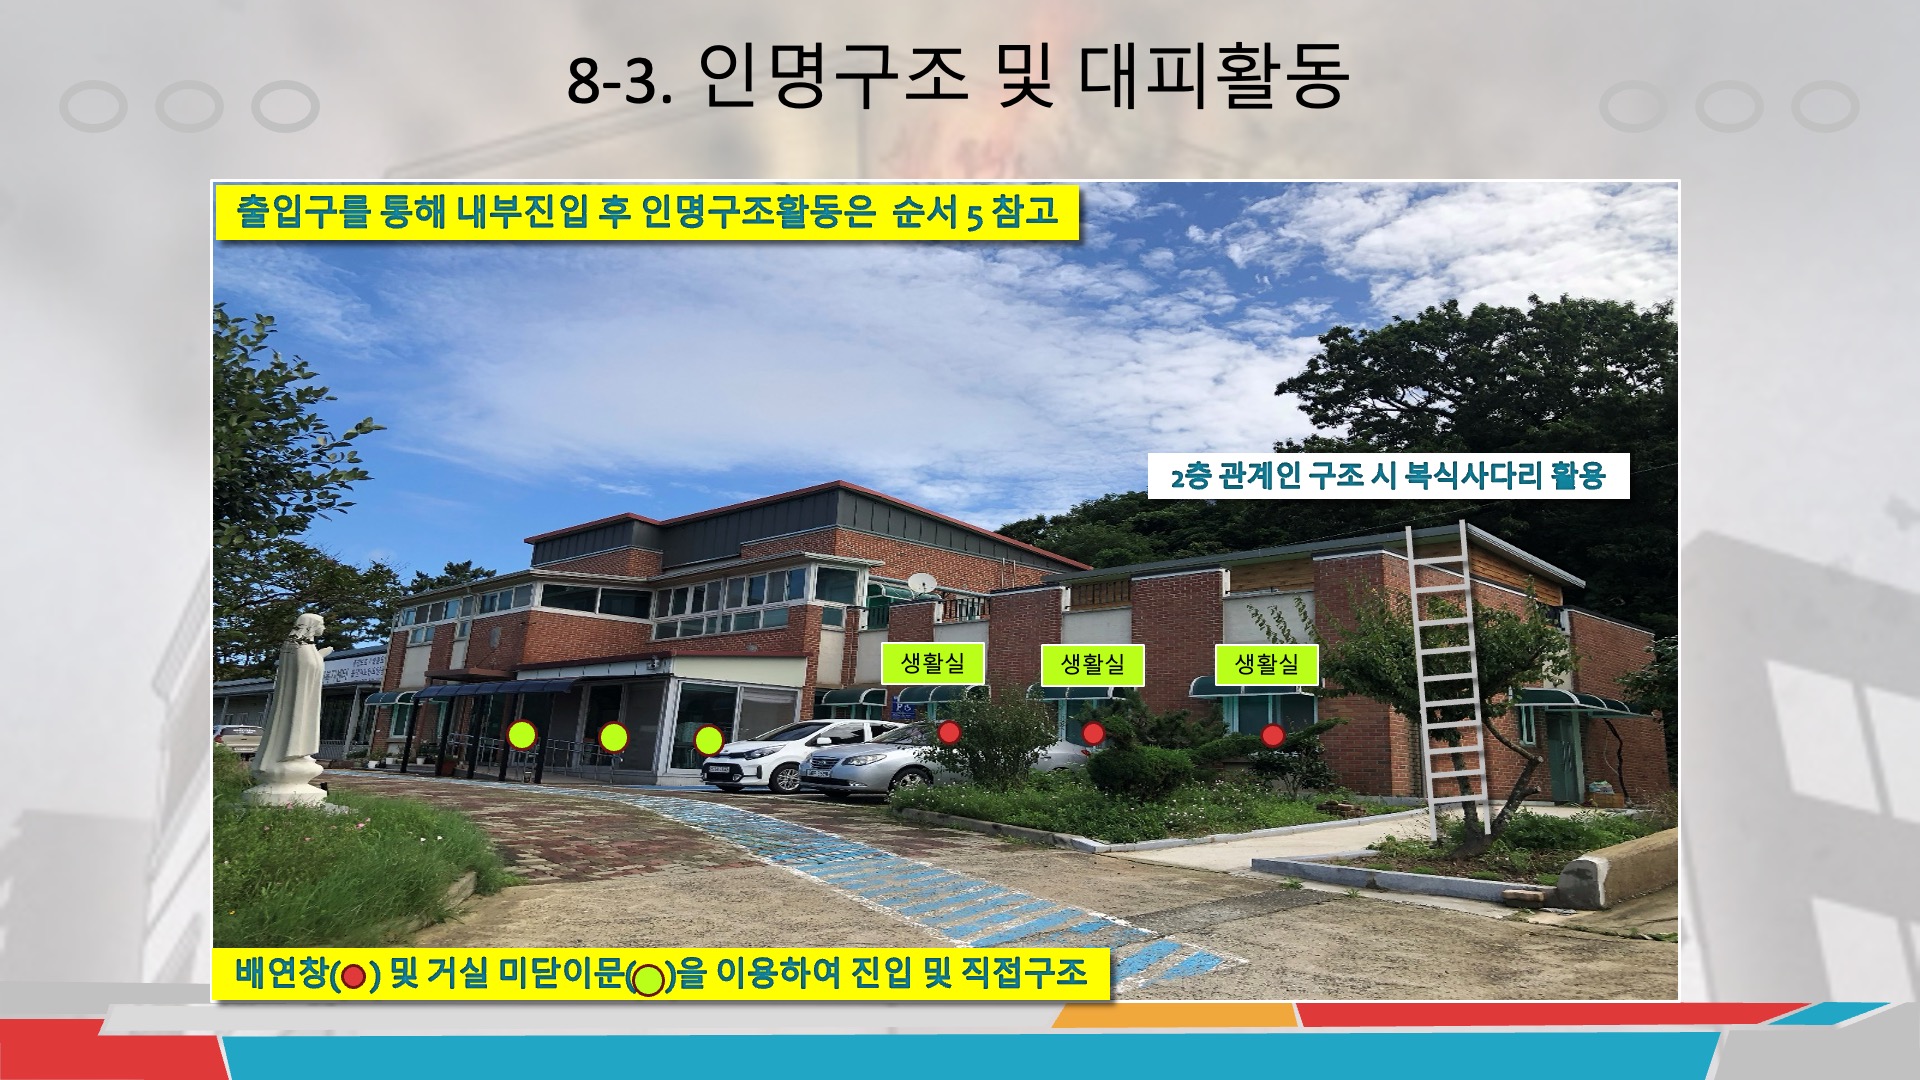 8-3. 인명구조 및 대피활동
출입구를 통해 내부진입 후 인명구조활동은 순서 5 참고
2층 관계인 구조 시 복식사다리 활용
생활실
생활실
생활실
배연창( ) 및 거실 미닫이문( )을 이용하여 진입 및 직접구조